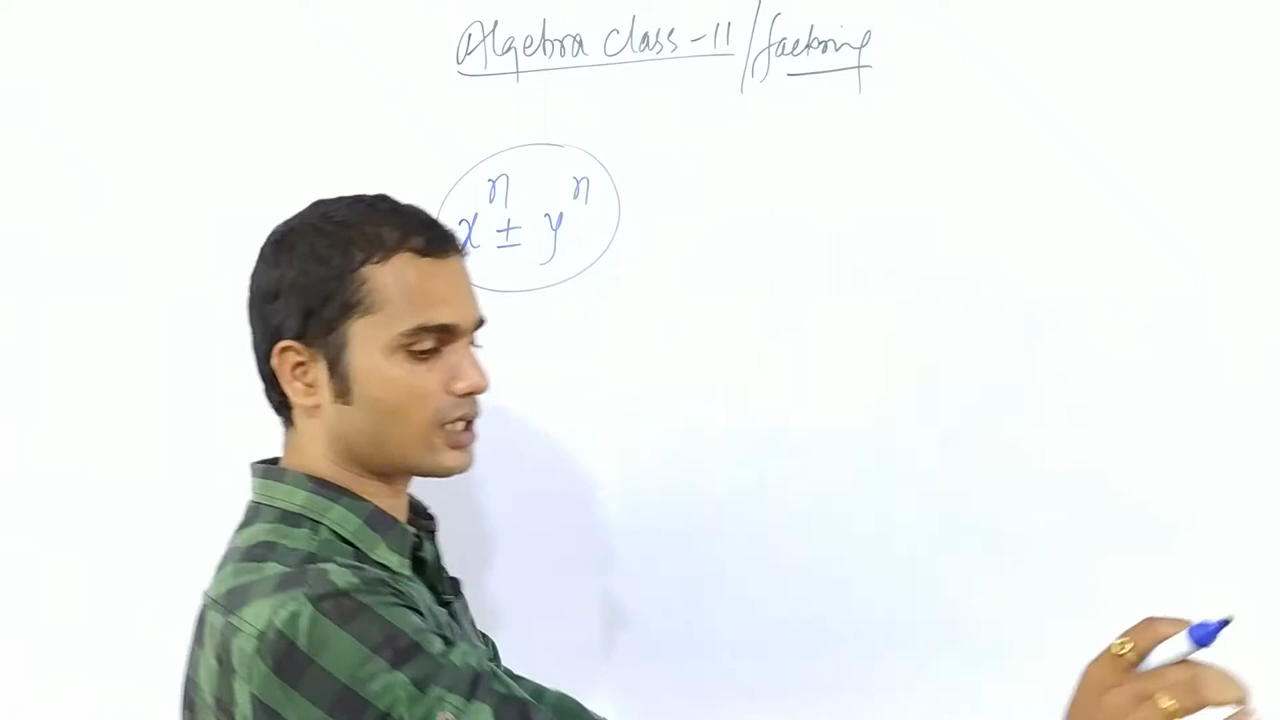 Algebra class-11/factoring
xⁿ ± yⁿ